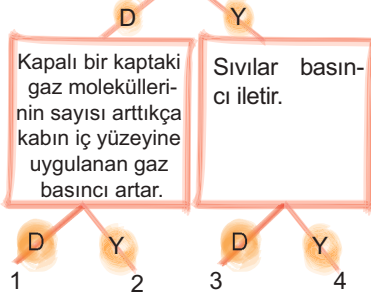 D Y
Kapalı bir kaptaki
gaz molekülleri-
nin sayısı arttıkça
kabın iç yüzeyine
uygulanan gaz
basıncı artar.
Sıvılar basın-
cı iletir.
D Y D Y
1 2 3 4